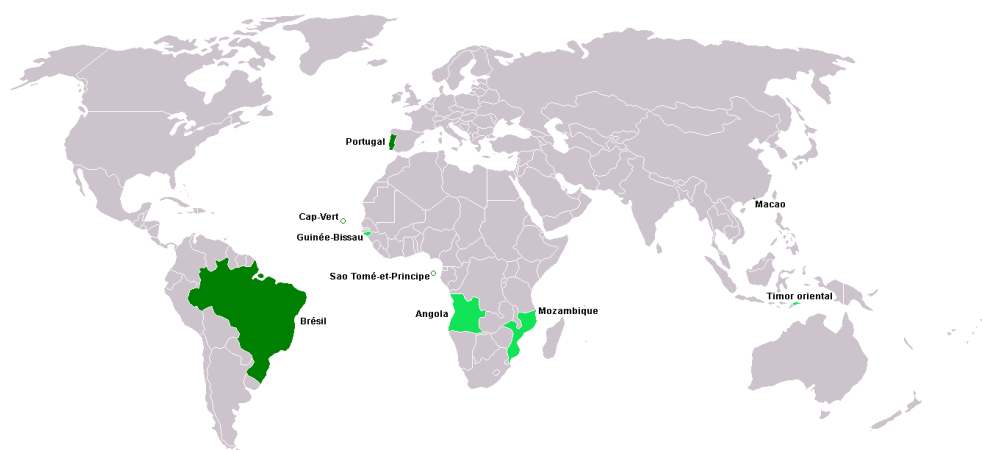 Portugal
Macao
Cap-Vert
Guinée-Bissau
Sao Tomé-et-Principe
Timor oriental
Angola
Mozambique
Brésil